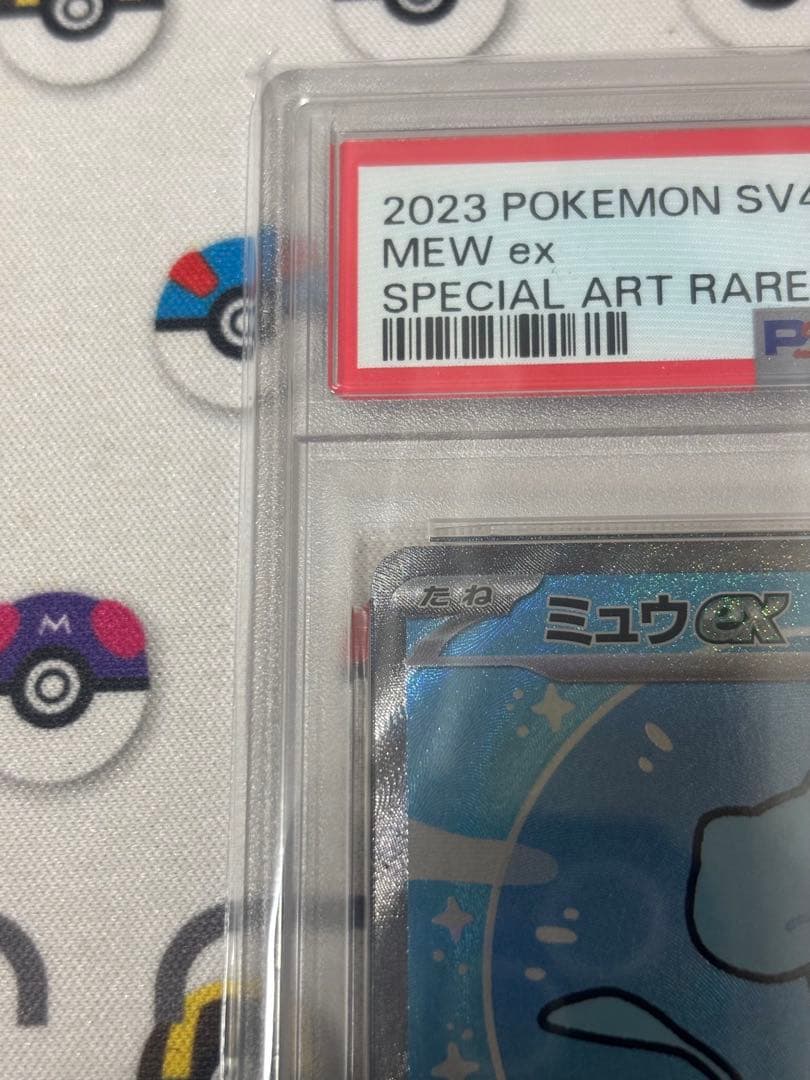 2023 POKEMON SV4
MEW ex
SPECIAL ART RARE
たね
ミュウex
M